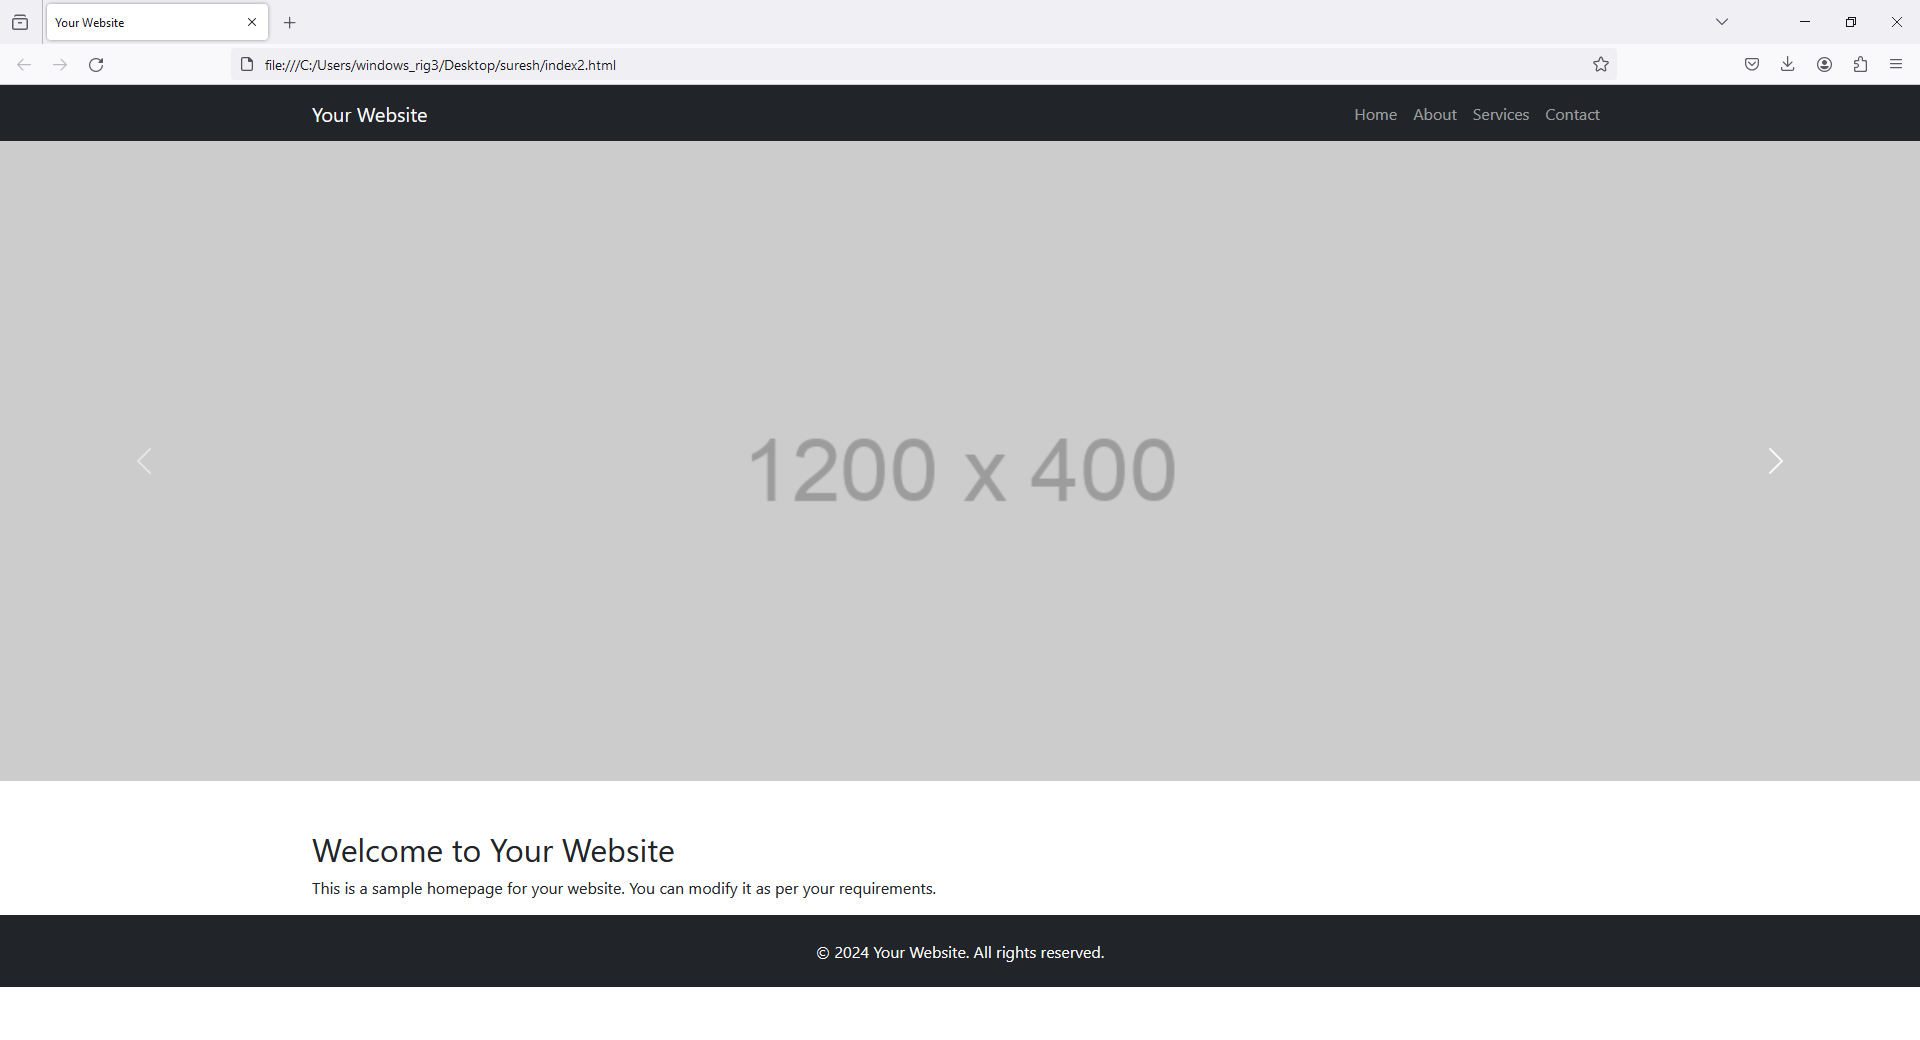 Your Website
file:///C:/Users/windows_rig3/Desktop/suresh/index2.html
Your Website
Home About Services Contact
1200 x 400
Welcome to Your Website
This is a sample homepage for your website. You can modify it as per your requirements.
© 2024 Your Website. All rights reserved.